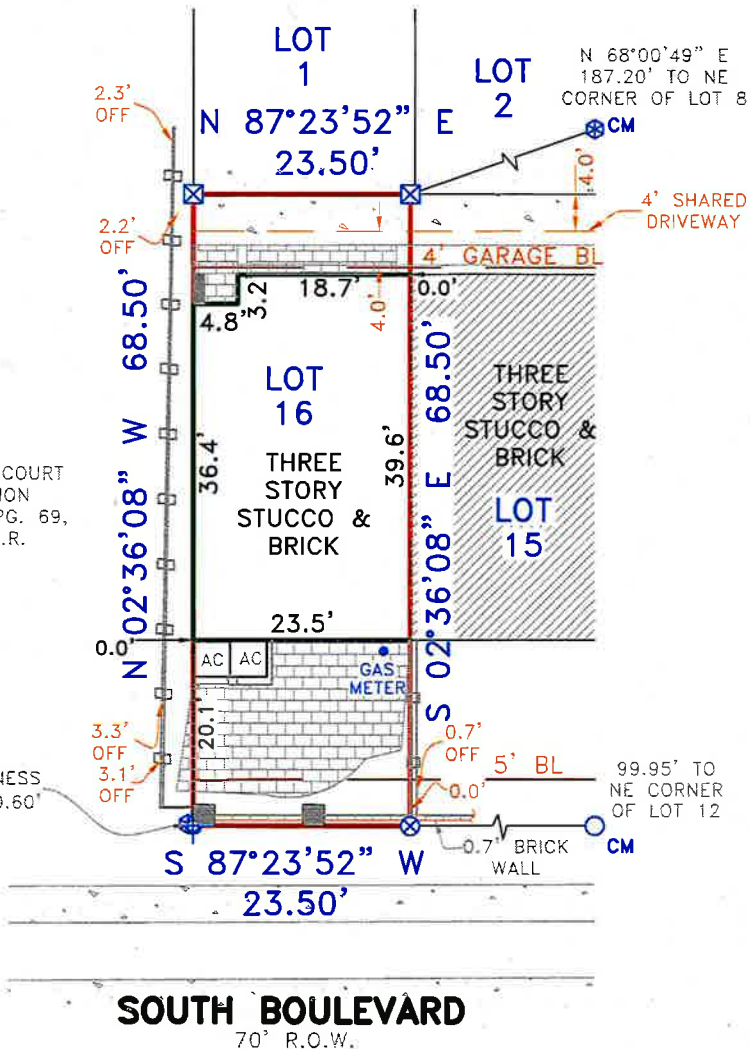 LOT
1
LOT
2
N 68°00'49" E
187.20' TO NE
CORNER OF LOT 8
CM
2.3'
OFF
N 87°23'52" E
23.50'
4.0'
4' SHARED
DRIVEWAY
2.2'
OFF
4' GARAGE BL
4.8'
3.2
18.7'
4.0'
0.0'
N 02°36'08" W 68.50'
S 02°36'08" E 68.50'
LOT
16
THREE
STORY
STUCCO &
BRICK
36.4'
39.6'
THREE
STORY
STUCCO &
BRICK
LOT
15
COURT
ION
PG. 69,
.R.
23.5'
0.0'
AC
AC
GAS
METER
20.1
3.3'
OFF
3.1'
OFF
0.7'
OFF
0.0'
5' BL
99.95' TO
NE CORNER
OF LOT 12
CM
NESS
9.60'
0.7' BRICK
WALL
S 87°23'52" W
23.50'
SOUTH BOULEVARD
70' R.O.W.